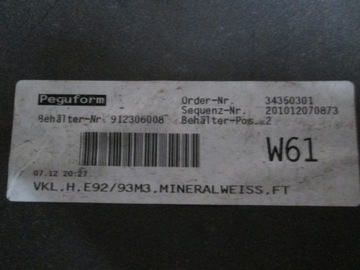 Peguform
Order-Nr. 34350301
Sequenz-Nr. 201012070873
Behälter-Nr. 912306008 Behälter-Pos. 2
W61
07.12 20:27
VKL.H.E92/93M3.MINERALWEISS.FT